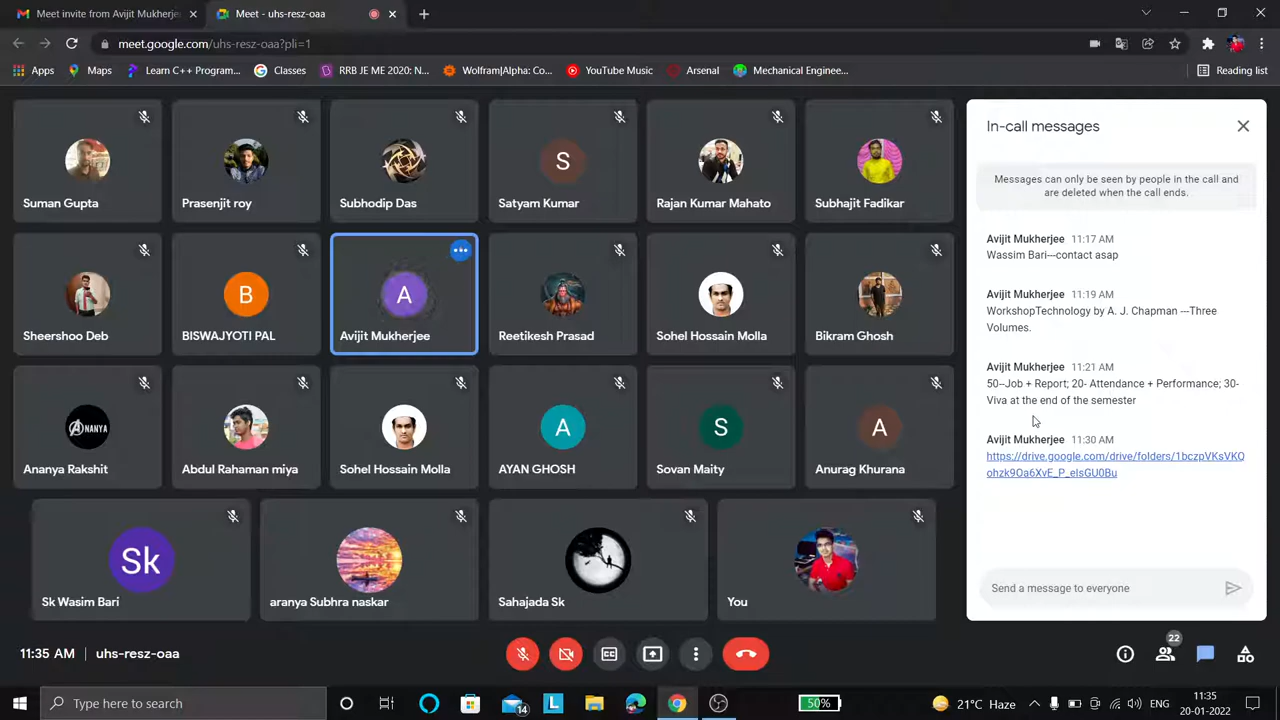 Meet invite from Avijit Mukherjee
Meet - uhs-resz-oaa
meet.google.com/uhs-resz-oaa?pli=1
Apps
Maps
Learn C++ Program...
Classes
RRB JE ME 2020: N...
Wolfram|Alpha: Co...
YouTube Music
Arsenal
Mechanical Enginee...
Reading list
Suman Gupta
Prasenjit roy
Subhodip Das
S
Satyam Kumar
Rajan Kumar Mahato
Subhajit Fadikar
Sheershoo Deb
B
BISWAJYOTI PAL
A
Avijit Mukherjee
Reetikesh Prasad
Sohel Hossain Molla
Bikram Ghosh
ANANYA
Ananya Rakshit
Abdul Rahaman miya
Sohel Hossain Molla
A
AYAN GHOSH
S
Sovan Maity
A
Anurag Khurana
Sk
Sk Wasim Bari
aranya Subhra naskar
Sahajada Sk
You
In-call messages
Messages can only be seen by people in the call and
are deleted when the call ends.
Avijit Mukherjee 11:17 AM
Wassim Bari---contact asap
Avijit Mukherjee 11:19 AM
WorkshopTechnology by A. J. Chapman ---Three
Volumes.
Avijit Mukherjee 11:21 AM
50--Job + Report; 20- Attendance + Performance; 30-
Viva at the end of the semester
Avijit Mukherjee 11:30 AM
https://drive.google.com/drive/folders/1bczpVKsVKQ
ohzk9Oa6XvE_P_eIsGU0Bu
Send a message to everyone
11:35 AM | uhs-resz-oaa
22
Type here to search
14
L
50%
21°C Haze
ENG
11:35
20-01-2022